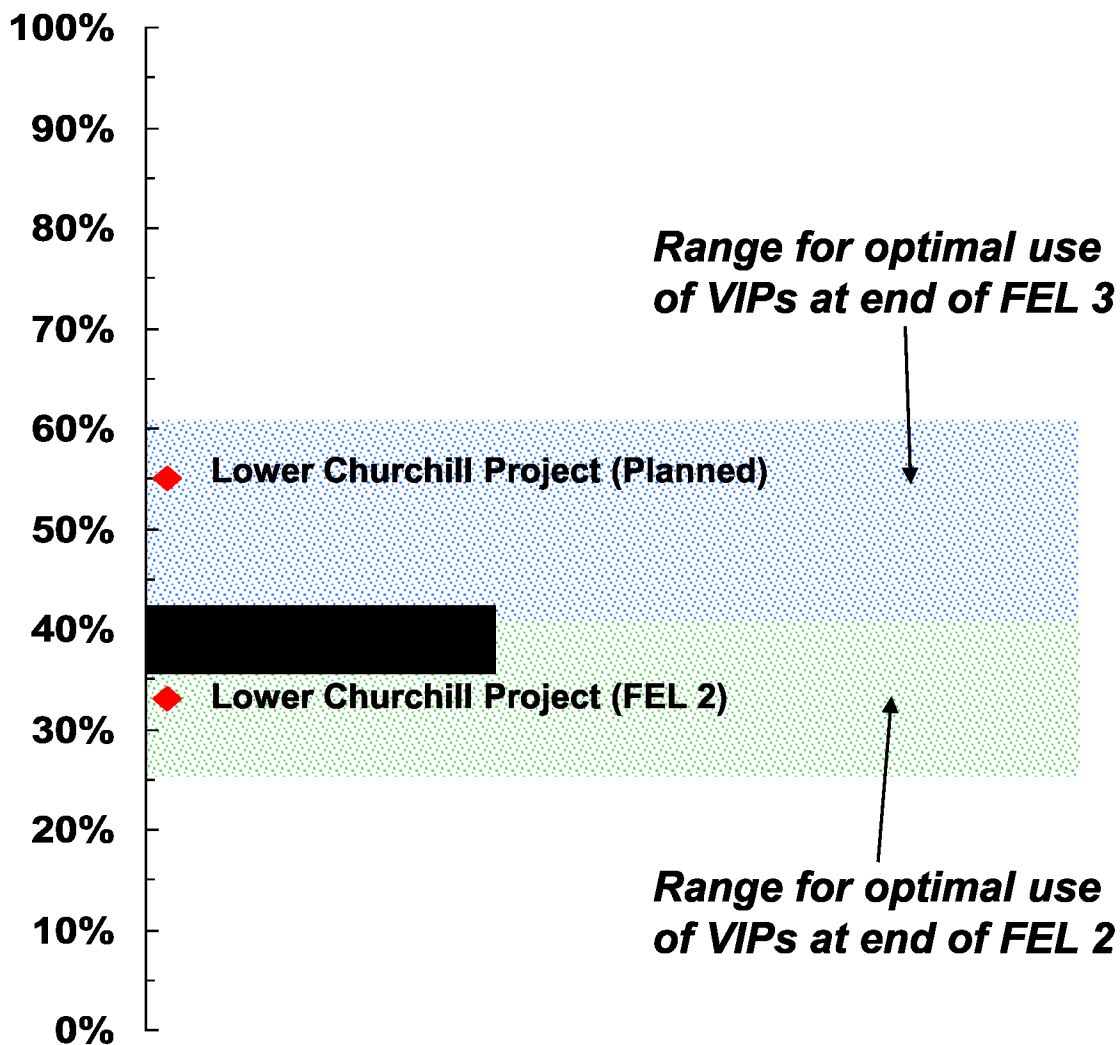 100%
90%
80%
Range for optimal use
of VIPs at end of FEL 3
70%
60%
Lower Churchill Project (Planned)
50%
40%
Lower Churchill Project (FEL 2)
30%
20%
Range for optimal use
of VIPs at end of FEL 2
10%
0%